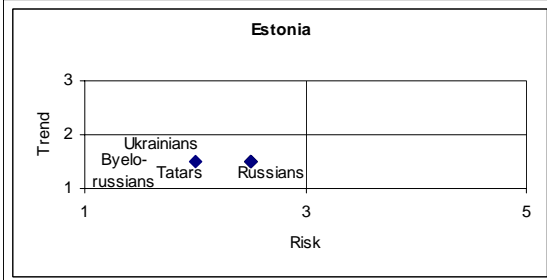 Estonia
3
Trend
2
Ukrainians
Byelo-
russians
Tatars
Russians
1
1
3
5
Risk